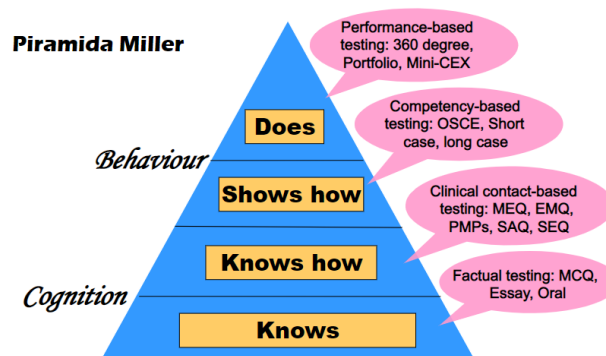 Piramida Miller
Performance-based
testing: 360 degree,
Portfolio, Mini-CEX
Does
Competency-based
testing: OSCE, Short
case, long case
Behaviour
Shows how
Clinical contact-based
testing: MEQ, EMQ,
PMPs, SAQ, SEQ
Knows how
Factual testing: MCQ,
Essay, Oral
Cognition
Knows